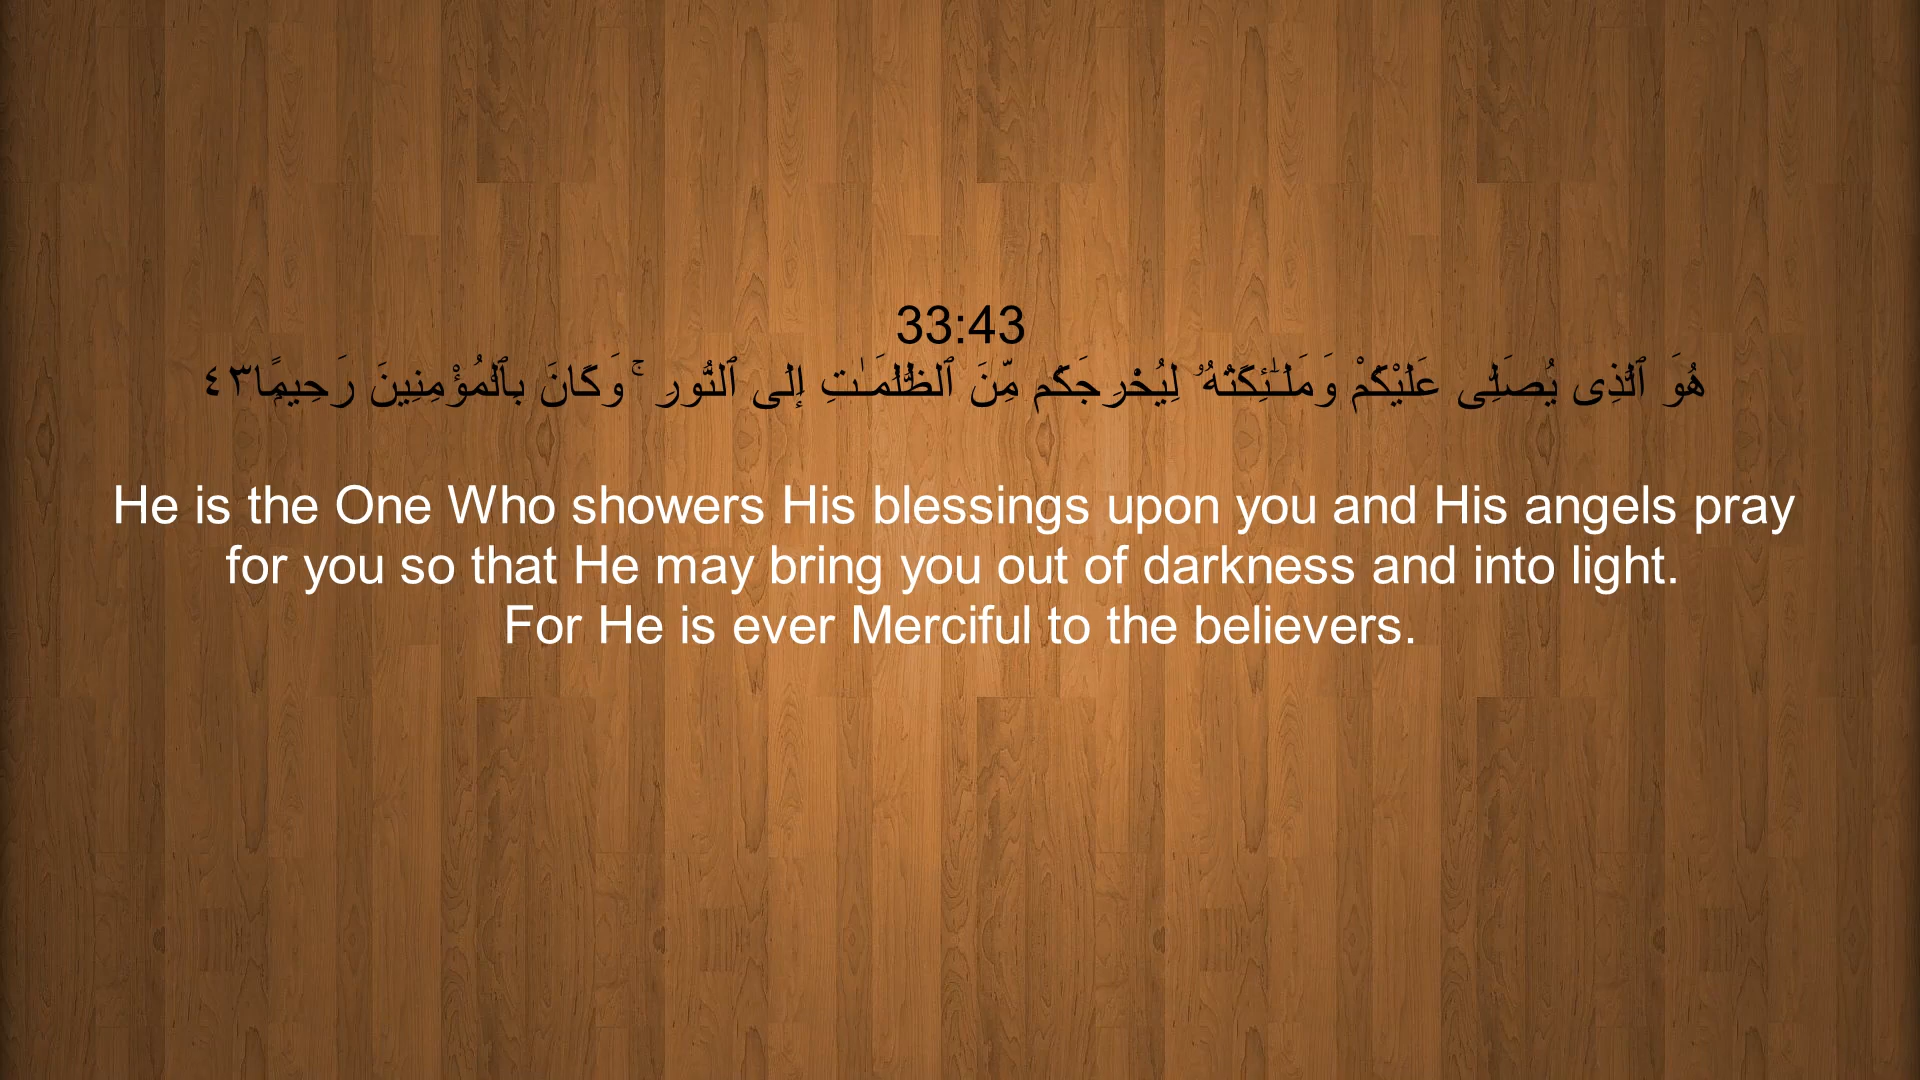 33:43
هُوَ ٱلَّذِى يُصَلِّى عَلَيْكُمْ وَمَلَـٰٓئِكَتُهُۥ لِيُخْرِجَكُم مِّنَ ٱلظُّلُمَـٰتِ إِلَى ٱلنُّورِ ۚ وَكَانَ بِٱلْمُؤْمِنِينَ رَحِيمًۭا٤٣
He is the One Who showers His blessings upon you and His angels pray
for you so that He may bring you out of darkness and into light.
For He is ever Merciful to the believers.